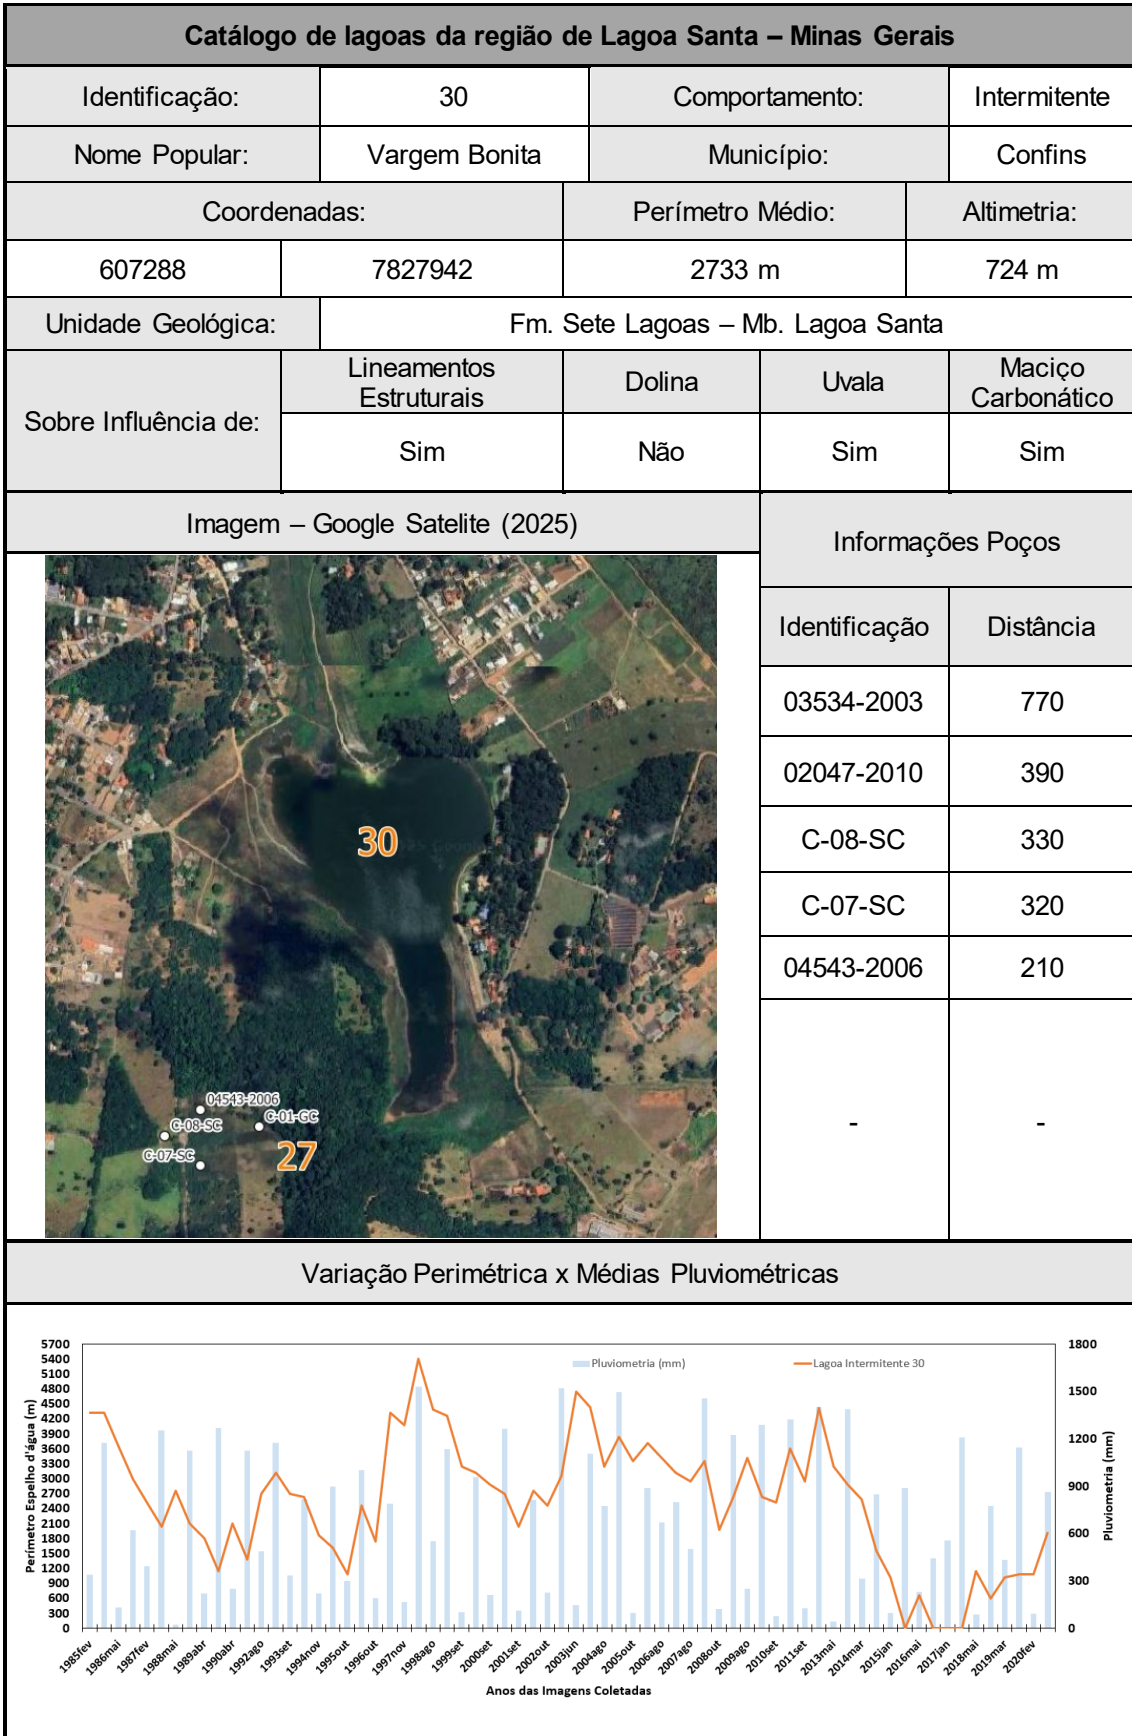 Catálogo de lagoas da região de Lagoa Santa – Minas Gerais
Identificação: 30 Comportamento: Intermitente
Nome Popular: Vargem Bonita Município: Confins
Coordenadas: Perímetro Médio: Altimetria:
607288 7827942 2733 m 724 m
Unidade Geológica: Fm. Sete Lagoas – Mb. Lagoa Santa
Sobre Influência de:
Lineamentos
Estruturais
Dolina
Uvala
Maciço
Carbonático
Sim Não Sim Sim
Imagem – Google Satelite (2025)
Informações Poços
Identificação Distância
03534-2003 770
02047-2010 390
C-08-SC 330
C-07-SC 320
04543-2006 210
- -
30
04543-2006
C-01-GC
C-08-SC
C-07-SC
27
Variação Perimétrica x Médias Pluviométricas
Pluviometria (mm) Lagoa Intermitente 30
Perímetro Espelho d'água (m)
5700
5400
5100
4800
4500
4200
3900
3600
3300
3000
2700
2400
2100
1800
1500
1200
900
600
300
0
1800
1500
1200
900
600
300
0
Pluviometria (mm)
1985fev
1986mai
1987fev
1988mai
1989abr
1990abr
1992ago
1993set
1994nov
1995out
1996out
1997nov
1998ago
1999set
2000set
2001set
2002out
2003jun
2004ago
2005out
2006ago
2007ago
2008out
2009ago
2010set
2011set
2013mai
2014mar
2015jan
2016mai
2017jan
2018mai
2019mar
2020fev
Anos das Imagens Coletadas